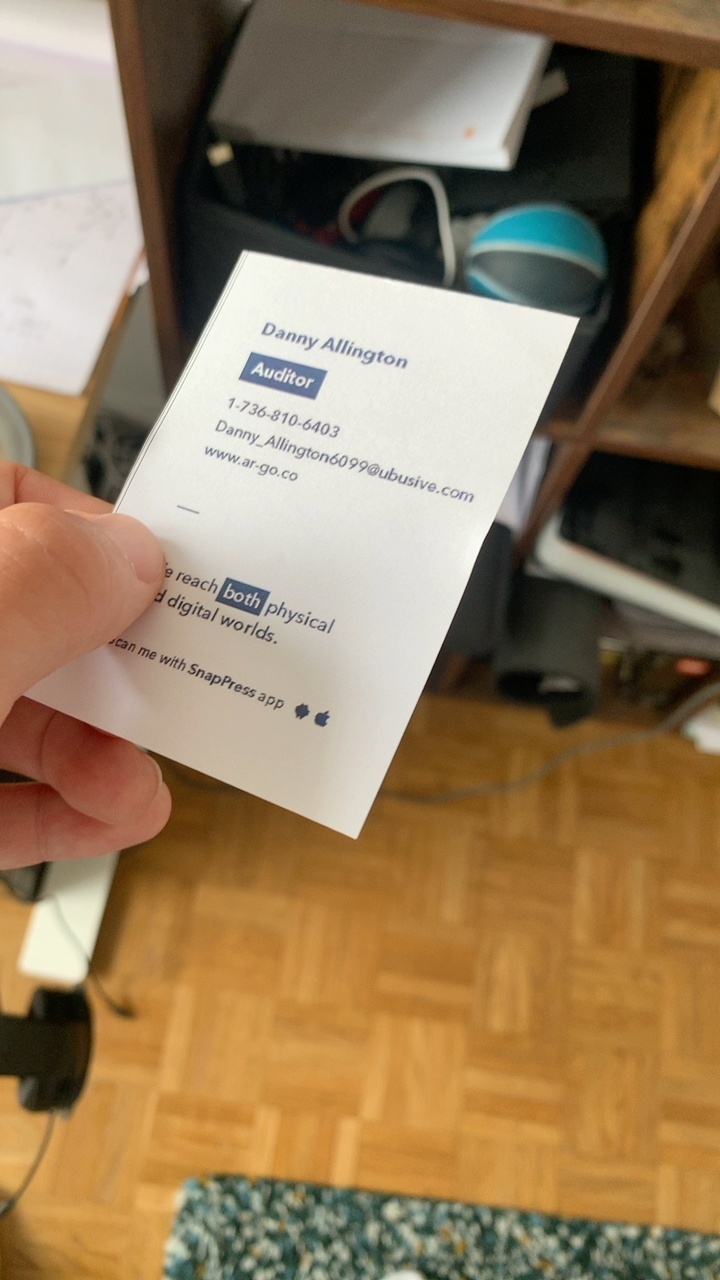 Danny Allington
Auditor
1-736-810-6403
Danny_Allington6099@ubusive.com
www.ar-go.co
reach both physical
digital worlds.
me with SnapPress app